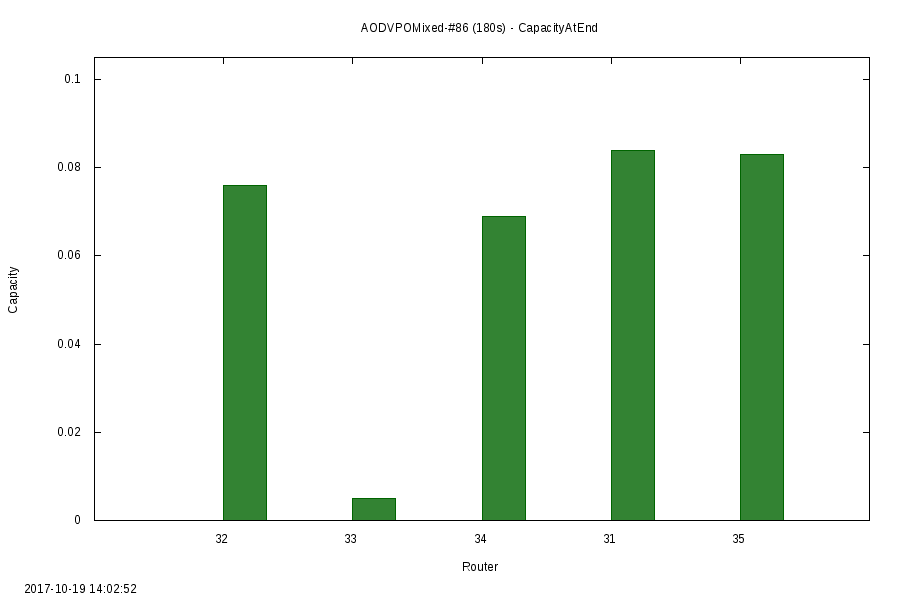 AODVPOMixed-#86 (180s) - CapacityAtEnd
0.1
0.08
0.06
0.04
0.02
0
Capacity
32 33 34 31 35
Router
2017-10-19 14:02:52